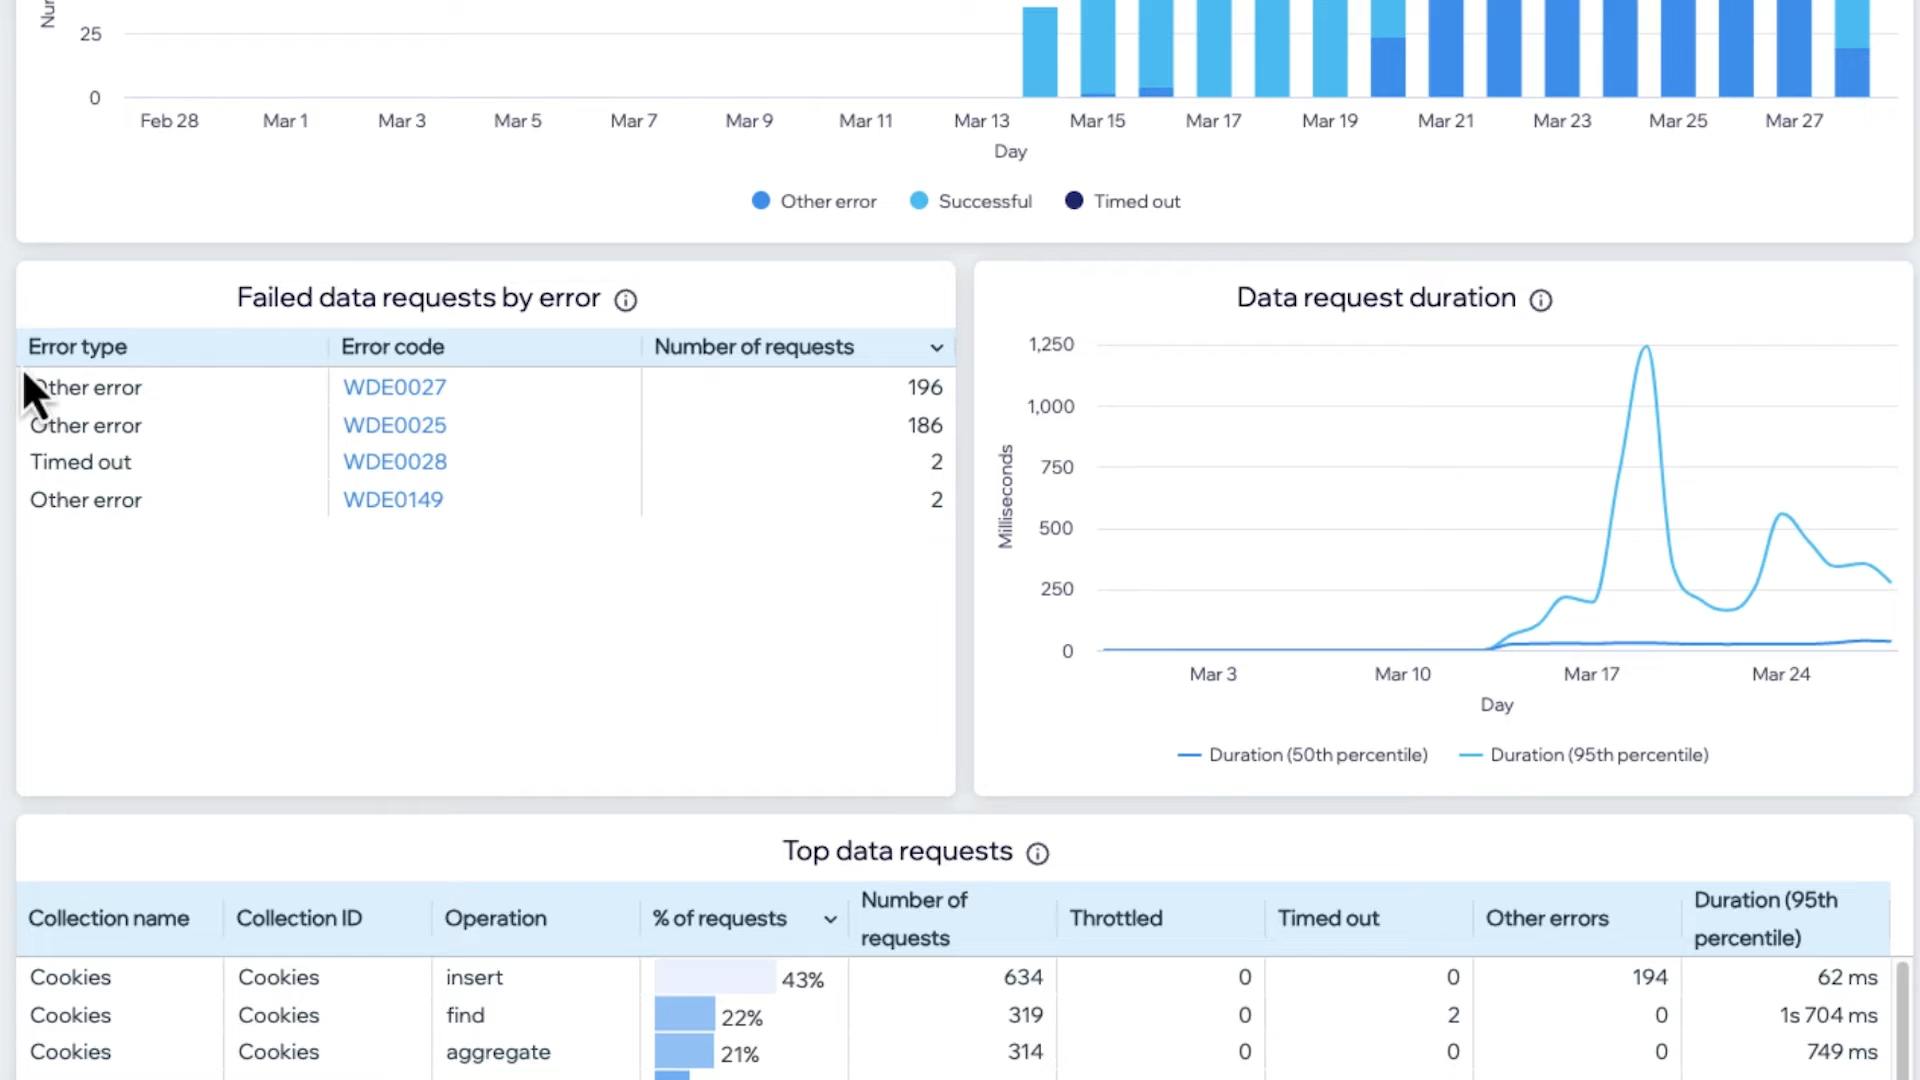 25
0
Feb 28 Mar 1 Mar 3 Mar 5 Mar 7 Mar 9 Mar 11 Mar 13 Mar 15 Mar 17 Mar 19 Mar 21 Mar 23 Mar 25 Mar 27
Day
Other error Successful Timed out
Failed data requests by error
Error type Error code Number of requests
Other error WDE0027 196
Other error WDE0025 186
Timed out WDE0028 2
Other error WDE0149 2
Data request duration
1,250
1,000
750
500
250
0
Milliseconds
Mar 3 Mar 10 Mar 17 Mar 24
Day
Duration (50th percentile) Duration (95th percentile)
Top data requests
Collection name Collection ID Operation % of requests Number of requests Throttled Timed out Other errors Duration (95th percentile)
Cookies Cookies insert 43% 634 0 0 194 62 ms
Cookies Cookies find 22% 319 0 2 0 1s 704 ms
Cookies Cookies aggregate 21% 314 0 0 0 749 ms